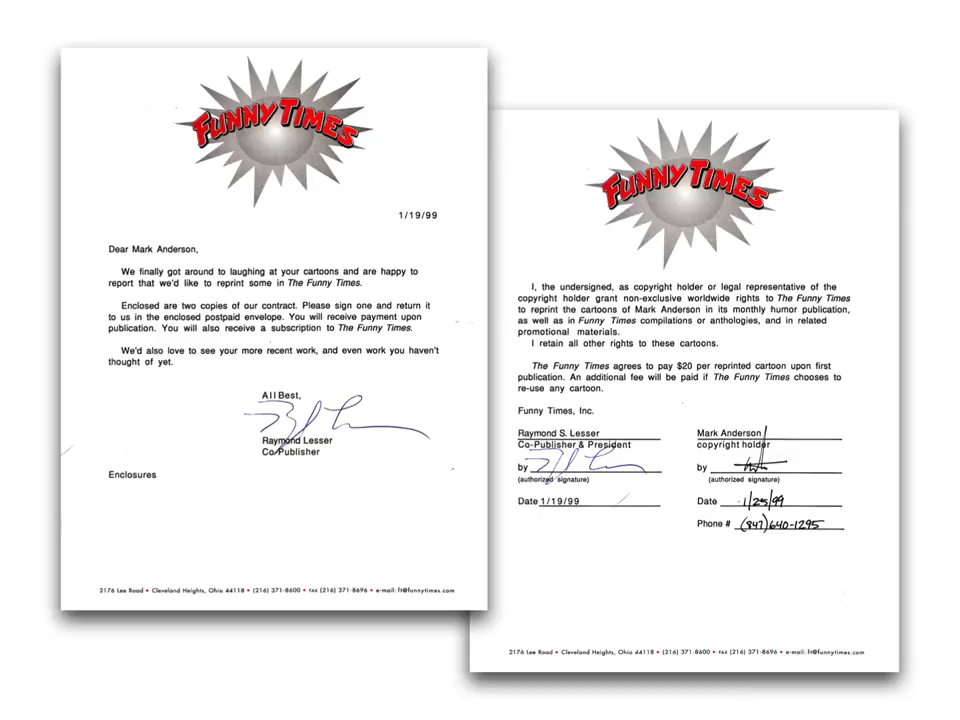 FUNNY TIMES
1/19/99
Dear Mark Anderson,
We finally got around to laughing at your cartoons and are happy to
report that we'd like to reprint some in The Funny Times.
Enclosed are two copies of our contract. Please sign one and return it
to us in the enclosed postpaid envelope. You will receive payment upon
publication. You will also receive a subscription to The Funny Times.
We'd also love to see your more recent work, and even work you haven't
thought of yet.
All Best,
Raymond Lesser
Co-Publisher
Enclosures
2176 Lee Road • Cleveland Heights, Ohio 44118 • (216) 371-8600 • FAX (216) 371-8696 • e-mail: ft@funnytimes.com
FUNNY TIMES
I, the undersigned, as copyright holder or legal representative of the
copyright holder grant non-exclusive worldwide rights to The Funny Times
to reprint the cartoons of Mark Anderson in its monthly humor publication,
as well as in Funny Times compilations or anthologies, and in related
promotional materials.
I retain all other rights to these cartoons.
The Funny Times agrees to pay $20 per reprinted cartoon upon first
publication. An additional fee will be paid if The Funny Times chooses to
re-use any cartoon.
Funny Times, Inc.
Raymond S. Lesser
Co-Publisher & President
by
(authorized signature)
Date 1/19/99
Mark Anderson
copyright holder
by
(authorized signature)
Date 1/25/99
Phone # (847) 640-1295
2176 Lee Road • Cleveland Heights, Ohio 44118 • (216) 371-8600 • FAX (216) 371-8696 • e-mail: ft@funnytimes.com